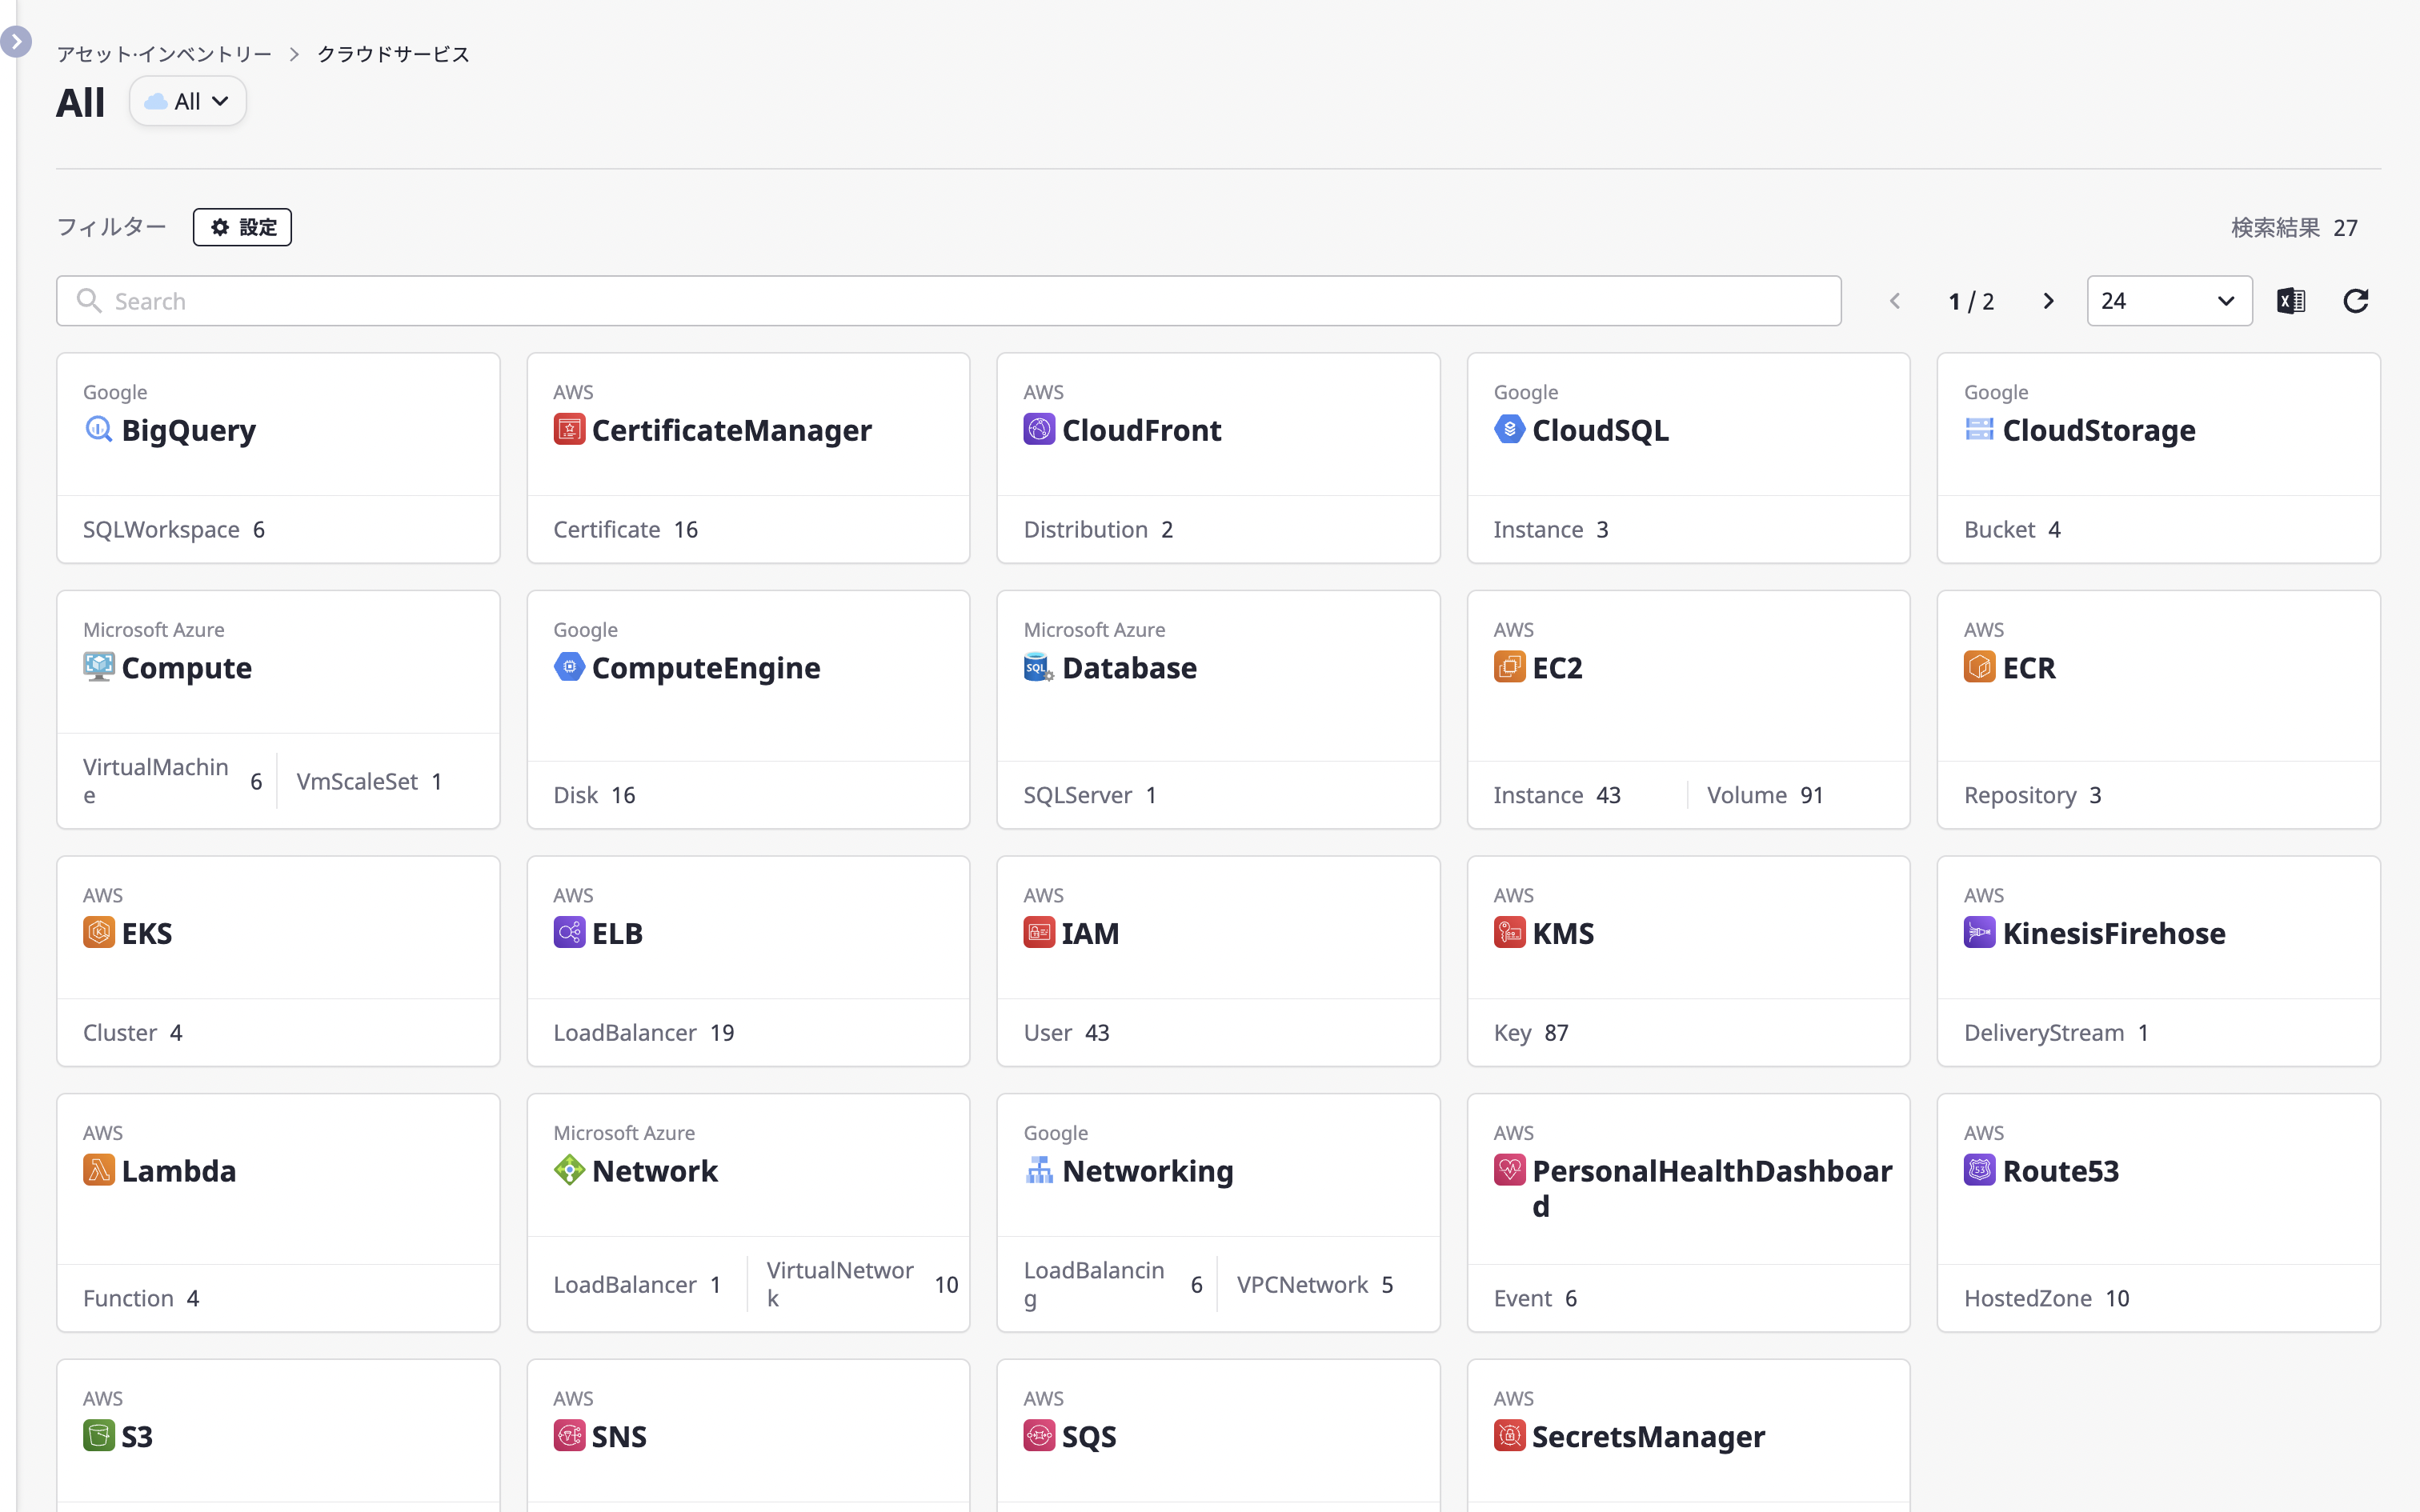 アセット·インベントリー > クラウドサービス
All All
フィルター 設定 検索結果 27
Search 1 / 2 24
Google
BigQuery
SQLWorkspace 6
AWS
CertificateManager
Certificate 16
AWS
CloudFront
Distribution 2
Google
CloudSQL
Instance 3
Google
CloudStorage
Bucket 4
Microsoft Azure
Compute
VirtualMachin
e 6 VmScaleSet 1
Google
ComputeEngine
Disk 16
Microsoft Azure
Database
SQLServer 1
AWS
EC2
Instance 43 Volume 91
AWS
ECR
Repository 3
AWS
EKS
Cluster 4
AWS
ELB
LoadBalancer 19
AWS
IAM
User 43
AWS
KMS
Key 87
AWS
KinesisFirehose
DeliveryStream 1
AWS
Lambda
Function 4
Microsoft Azure
Network
LoadBalancer 1 VirtualNetwor
k 10
Google
Networking
LoadBalancin
g 6 VPCNetwork 5
AWS
PersonalHealthDashboar
d
Event 6
AWS
Route53
HostedZone 10
AWS
S3
AWS
SNS
AWS
SQS
AWS
SecretsManager